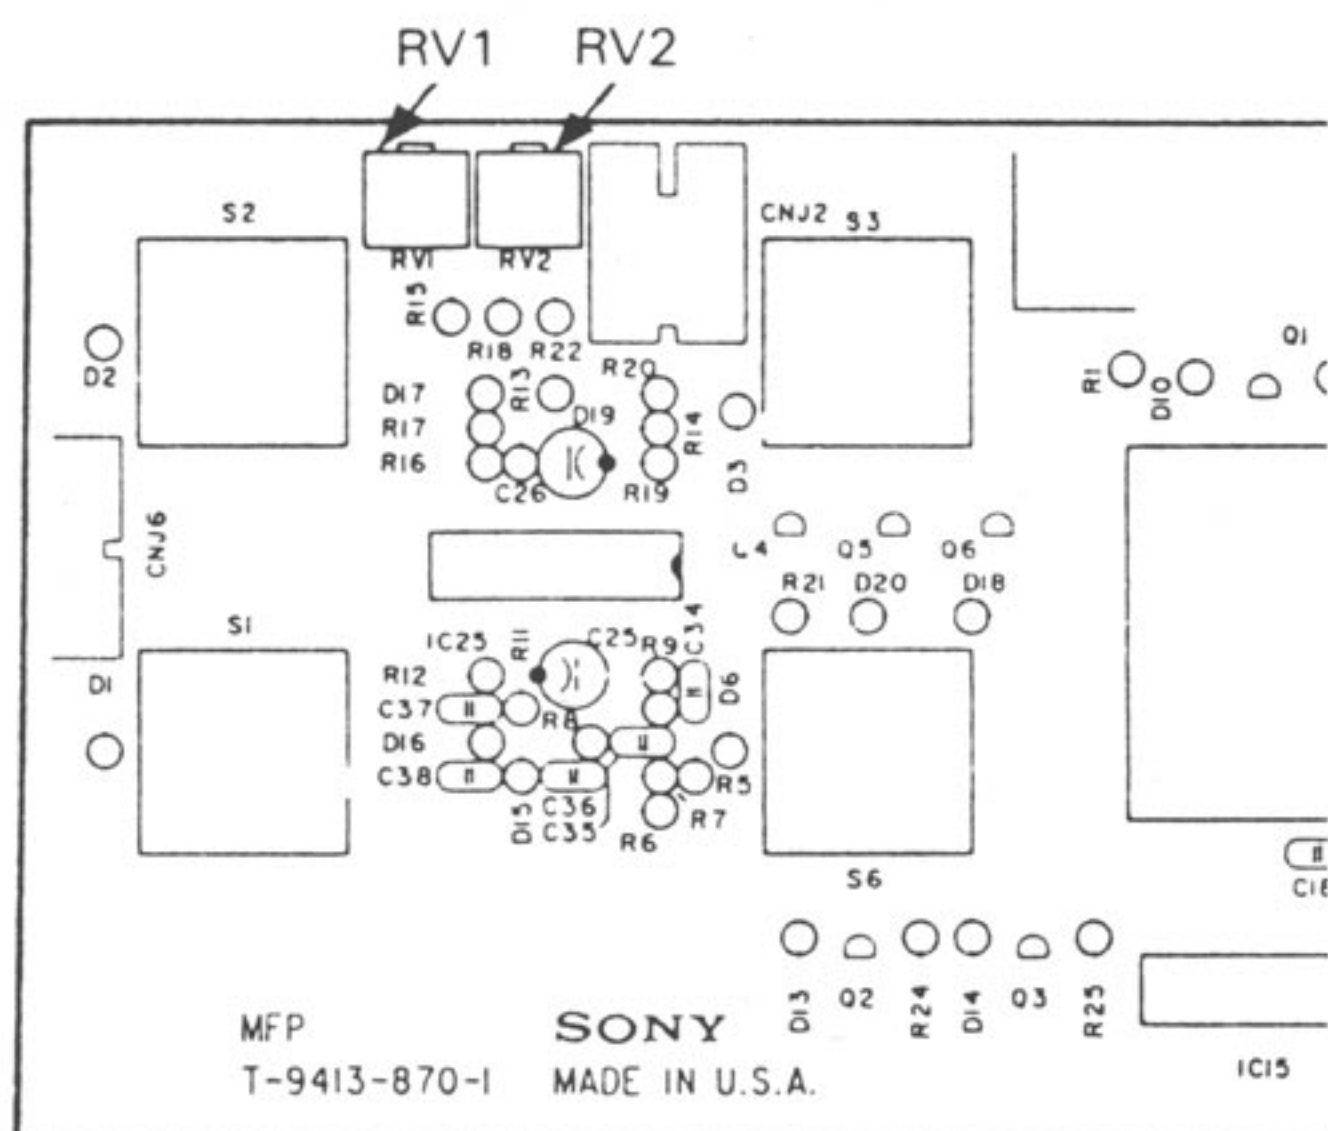 RV1 RV2
S2
CNJ2 S3
RV1 RV2
R15
R18 R22
Q1
D2
R20
R1
D10
D17 R13
D19
R17
R14
R16
C26
R19
D3
CNJ6
Q5 Q6
R21 D20 D18
S1
IC25 R11 C25 R9 C34
D1
R12
D6
C37
R8
D16
C38
R5
D15 C36
C35
R7
R6
S6
C18
D13 Q2 R24 D14 Q3 R25
MFP SONY
T-9413-870-1 MADE IN U.S.A.
IC15